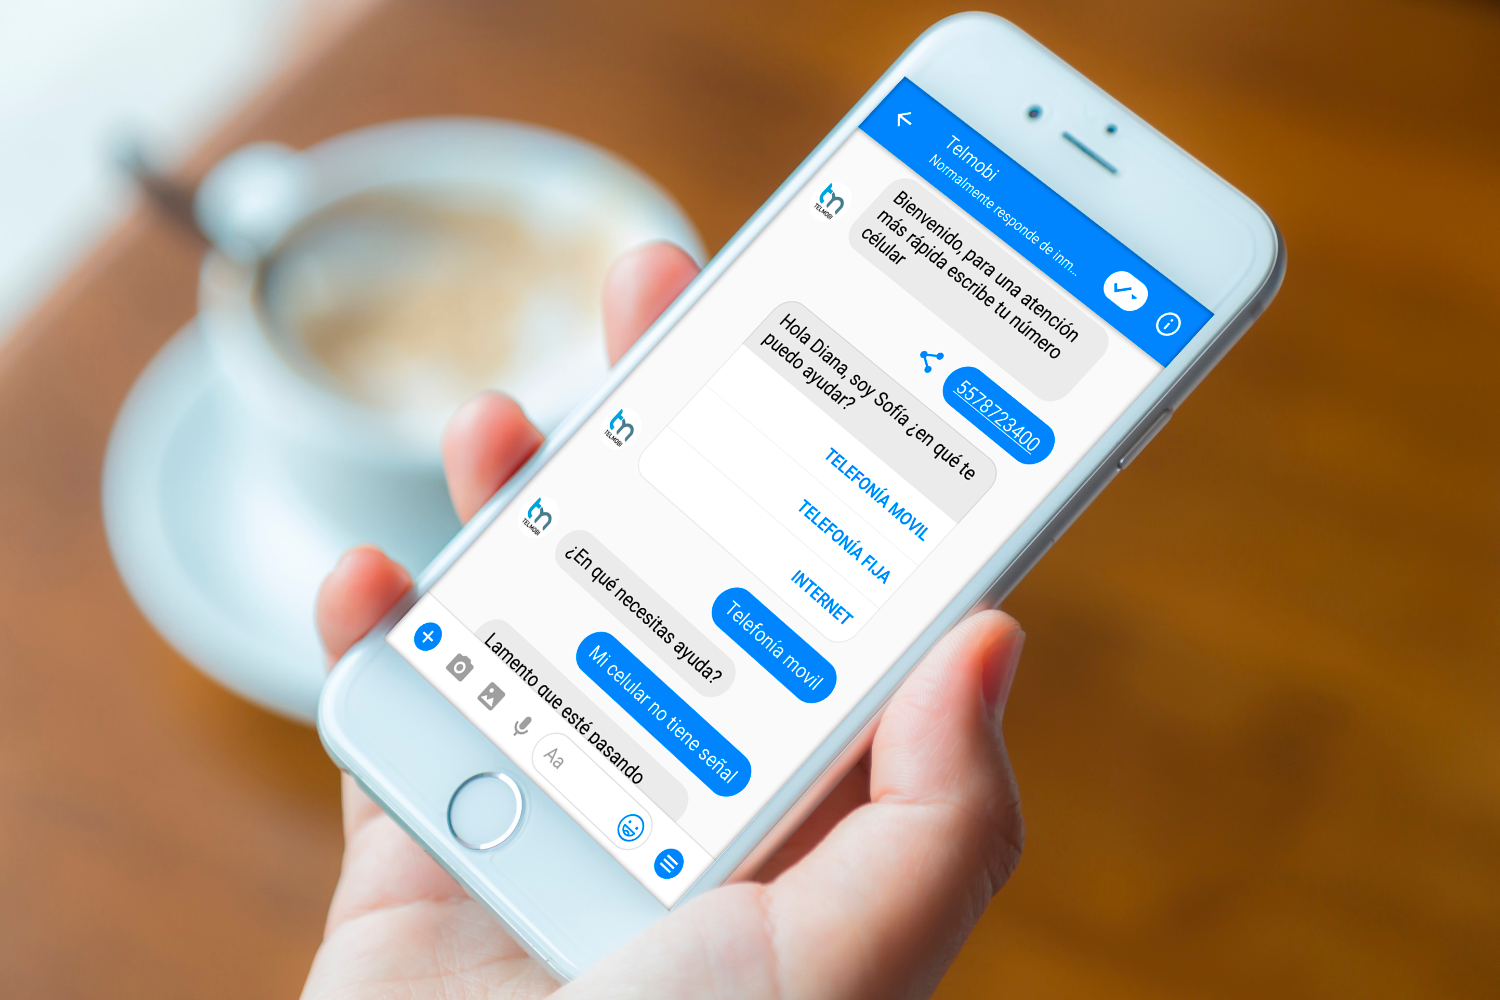 Telmobi
Normalmente responde de inm...
Bienvenido, para una atención
más rápida escribe tu número
célular
TELMOBI
5578723400
Hola Diana, soy Sofía ¿en qué te
puedo ayudar?
TELEFONÍA MOVIL
TELEFONÍA FIJA
INTERNET
TELMOBI
Telefonía movil
¿En qué necesitas ayuda?
TELMOBI
Mi celular no tiene señal
Lamento que esté pasando
Aa